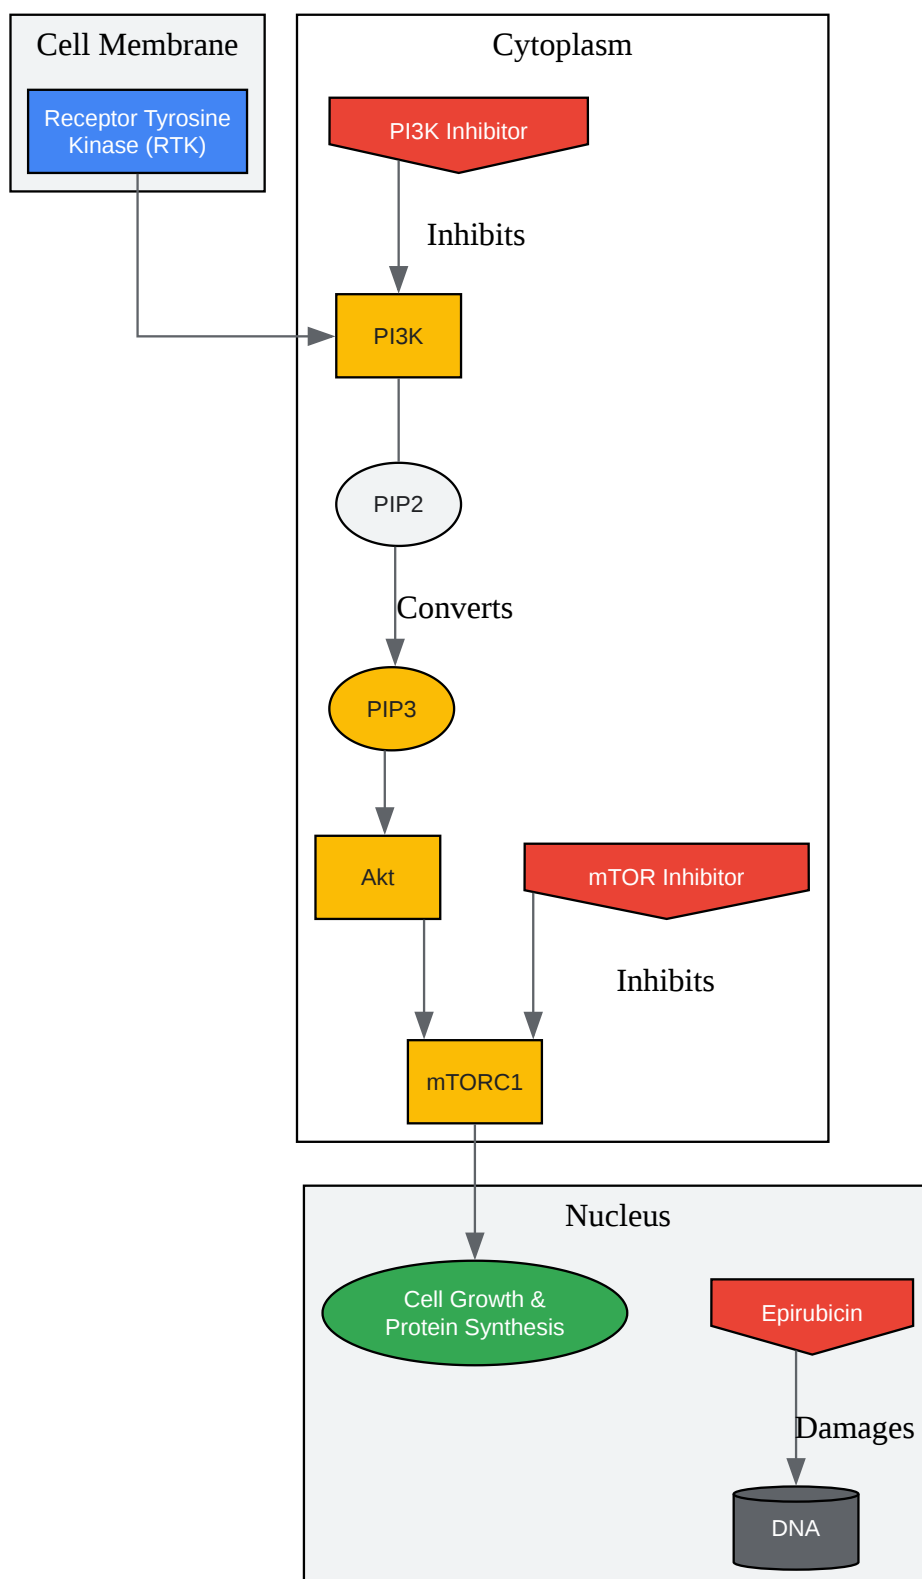 Cell Membrane
Receptor Tyrosine
Kinase (RTK)
Cytoplasm
PI3K Inhibitor
Inhibits
PI3K
PIP2
Converts
PIP3
Akt
mTOR Inhibitor
Inhibits
mTORC1
Nucleus
Cell Growth &
Protein Synthesis
Epirubicin
Damages
DNA